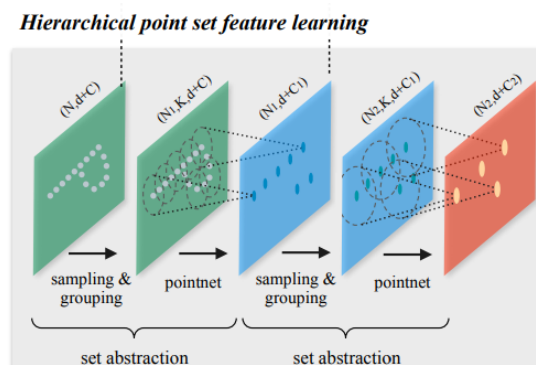 Hierarchical point set feature learning
(N,d+C)
(N1,K,d+C)
(N1,d+C1)
(N2,K,d+C1)
(N2,d+C2)
sampling &
grouping
pointnet
sampling &
grouping
pointnet
set abstraction
set abstraction